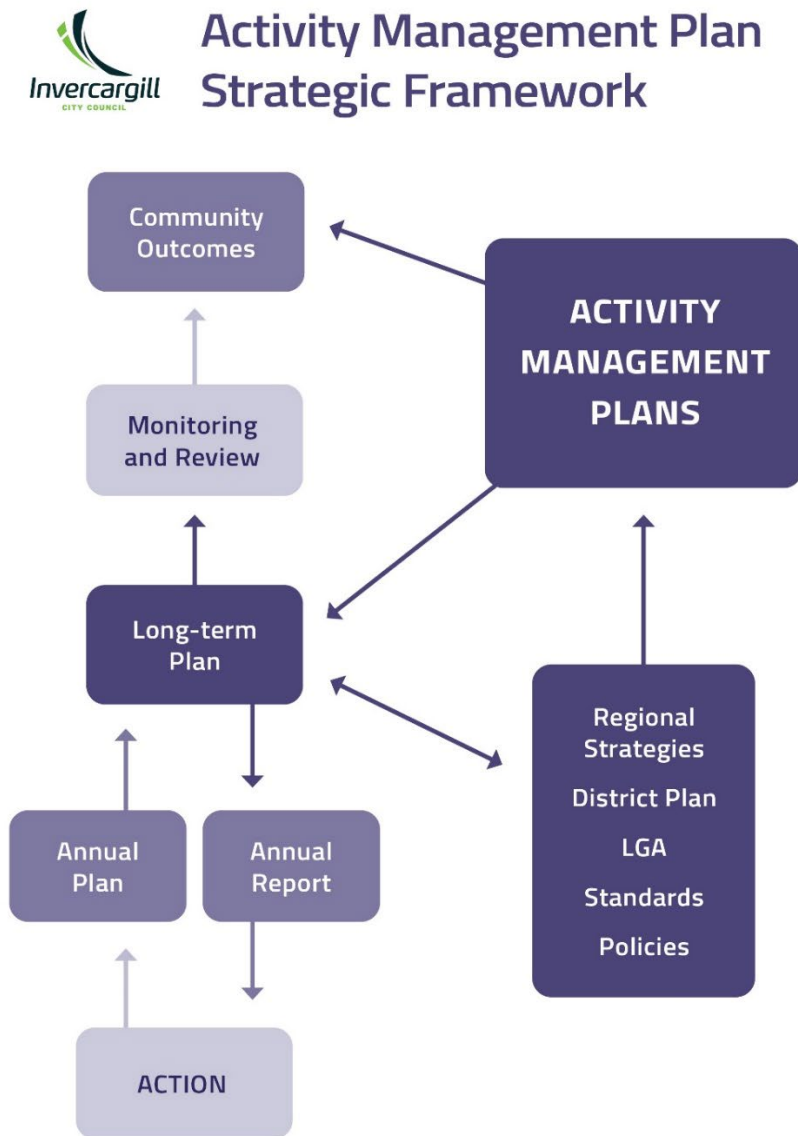 Invercargill
CITY COUNCIL
Activity Management Plan
Strategic Framework
Community
Outcomes
ACTIVITY
MANAGEMENT
PLANS
Monitoring
and Review
Long-term
Plan
Regional
Strategies
District Plan
LGA
Standards
Policies
Annual
Plan
Annual
Report
ACTION